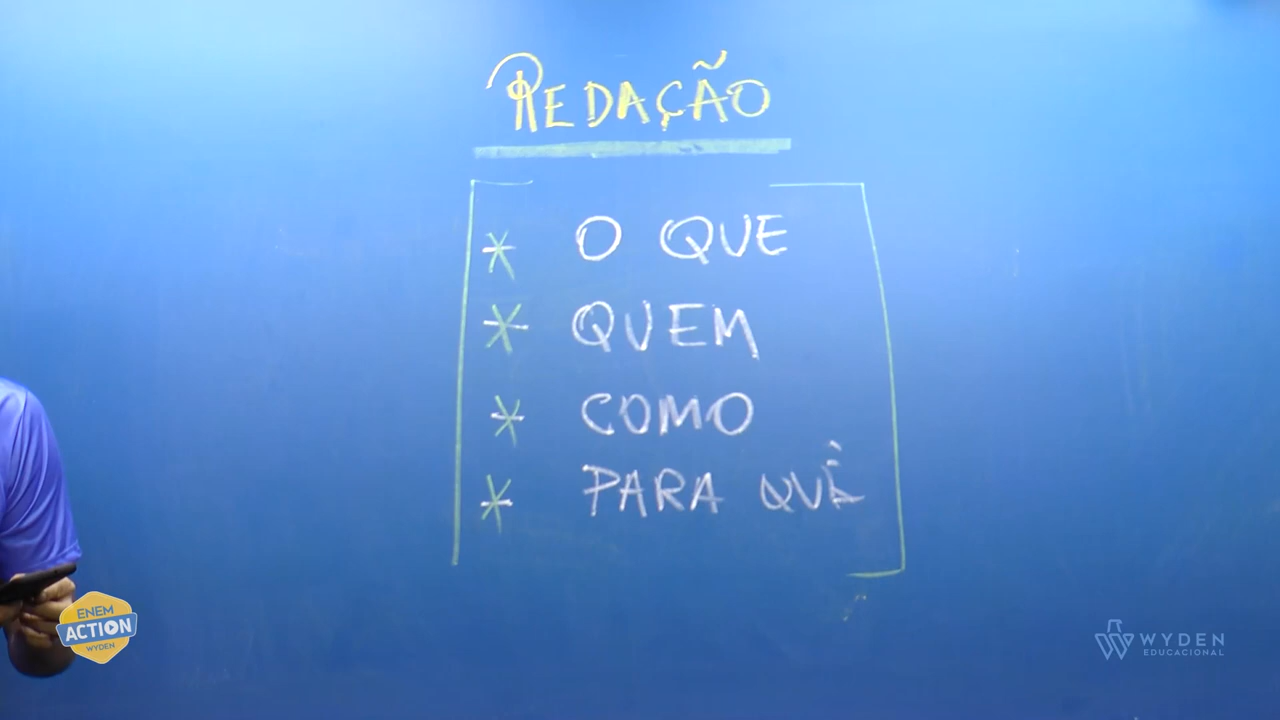 REDAÇÃO
* O QUE
* QUEM
* COMO
* PARA QUÊ
ENEM
ACTION
WYDEN
WYDEN
EDUCACIONAL